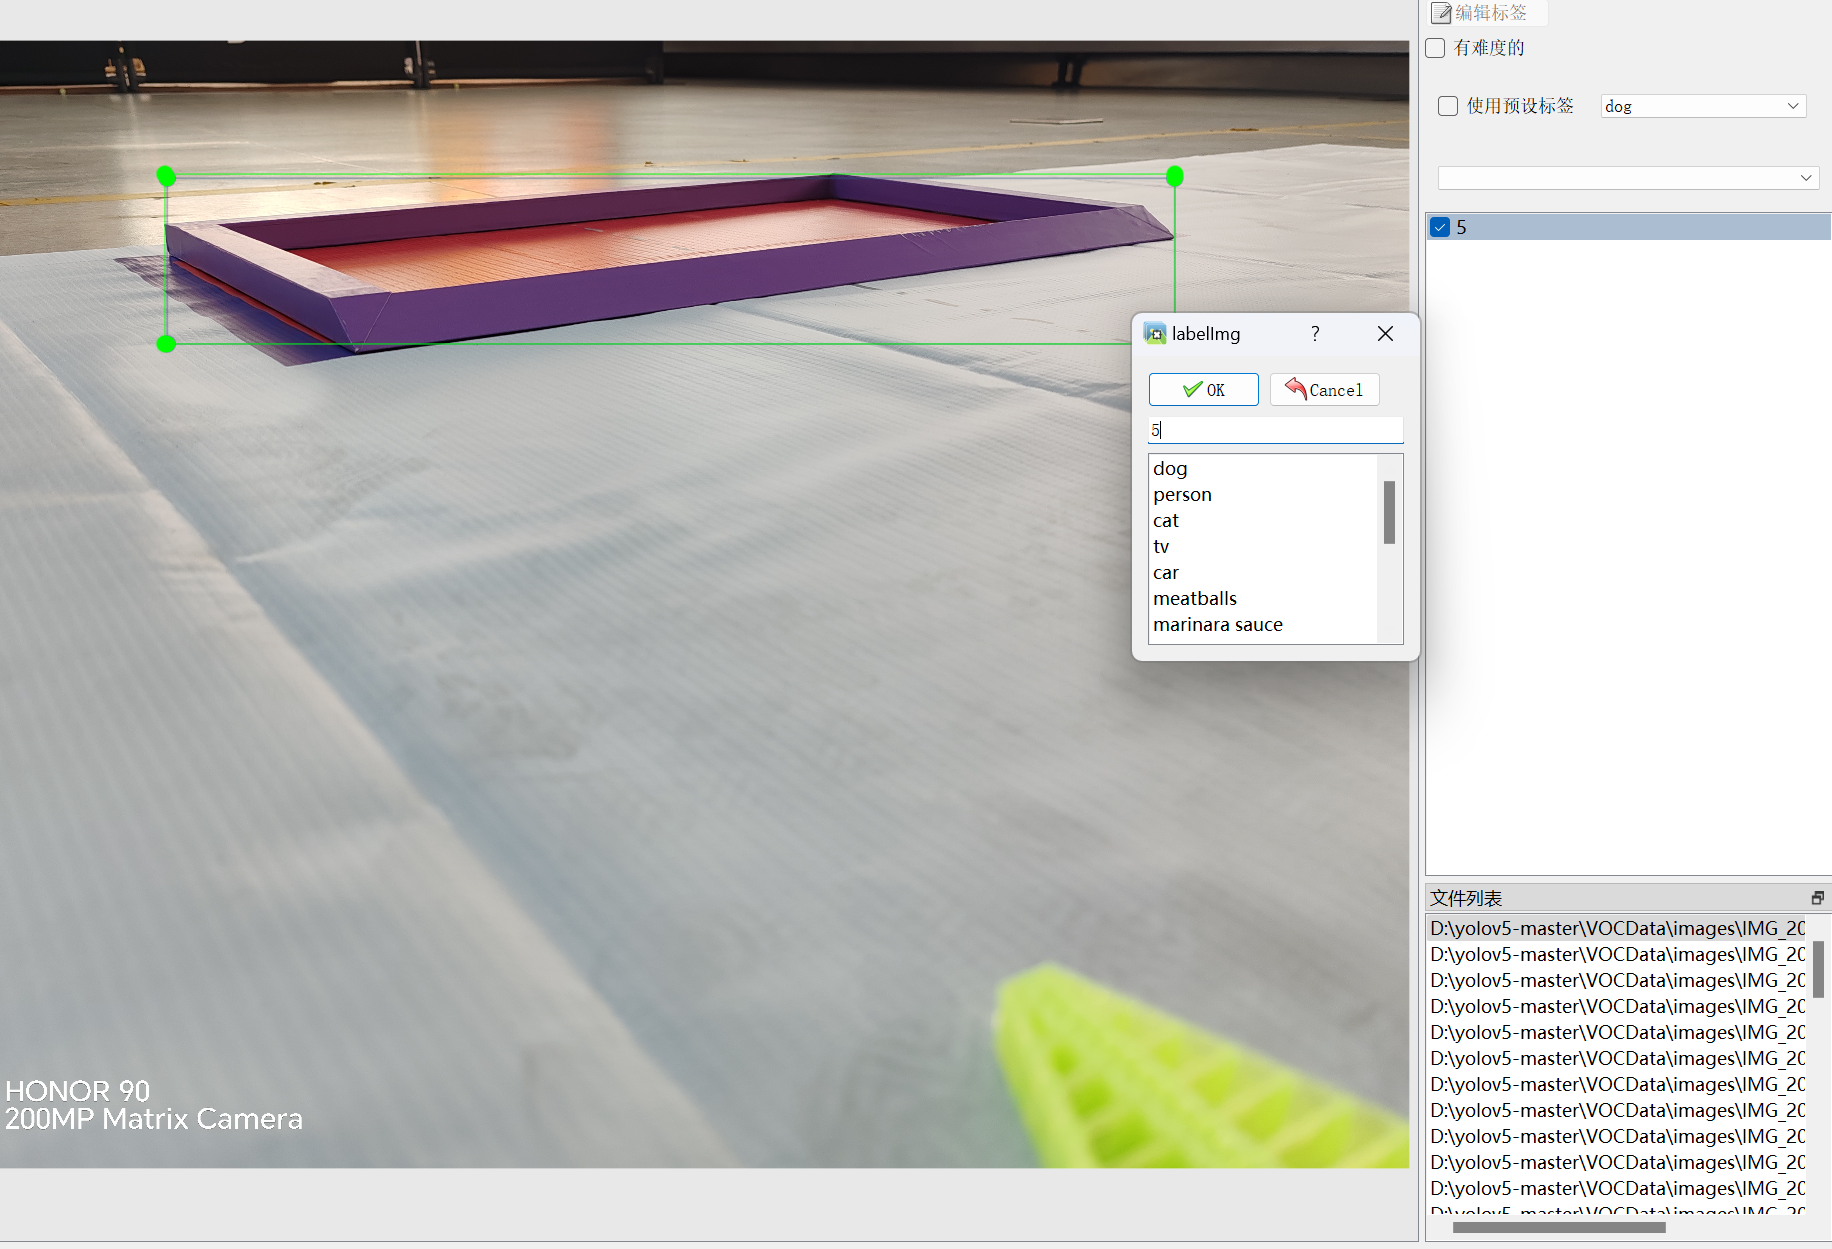 编辑标签
有难度的
使用预设标签
dog
5
labelImg
?
OK
Cancel
5
dog
person
cat
tv
car
meatballs
marinara sauce
HONOR 90
200MP Matrix Camera
文件列表
D:\yolov5-master\VOCData\images\IMG_20
D:\yolov5-master\VOCData\images\IMG_20
D:\yolov5-master\VOCData\images\IMG_20
D:\yolov5-master\VOCData\images\IMG_20
D:\yolov5-master\VOCData\images\IMG_20
D:\yolov5-master\VOCData\images\IMG_20
D:\yolov5-master\VOCData\images\IMG_20
D:\yolov5-master\VOCData\images\IMG_20
D:\yolov5-master\VOCData\images\IMG_20
D:\yolov5-master\VOCData\images\IMG_20
D:\yolov5-master\VOCData\images\IMG_20